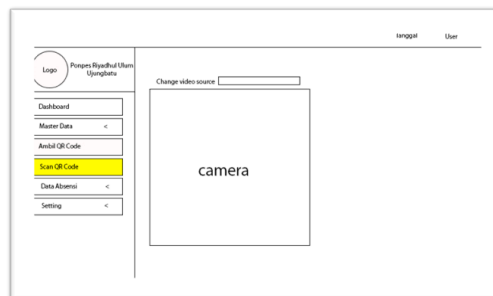 Tanggal User
Logo
Ponpes Riyadhul Ulum
Ujungbatu
Dashboard
Master Data <
Ambil QR Code
Scan QR Code
Data Absensi <
Setting <
Change video source
camera